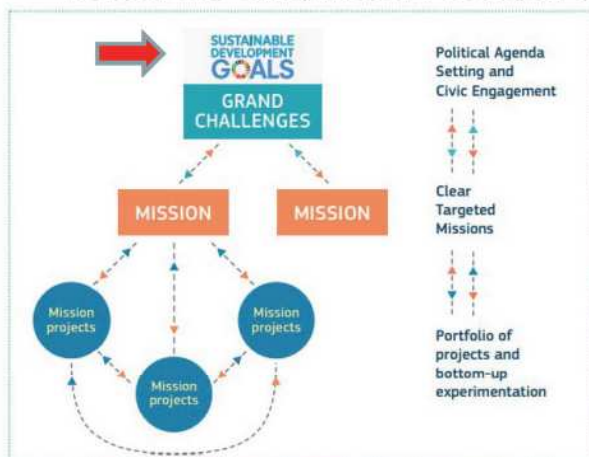 SUSTAINABLE
DEVELOPMENT
GOALS
GRAND
CHALLENGES
MISSION
MISSION
Mission
projects
Mission
projects
Mission
projects
Political Agenda
Setting and
Civic Engagement
Clear
Targeted
Missions
Portfolio of
projects and
bottom-up
experimentation